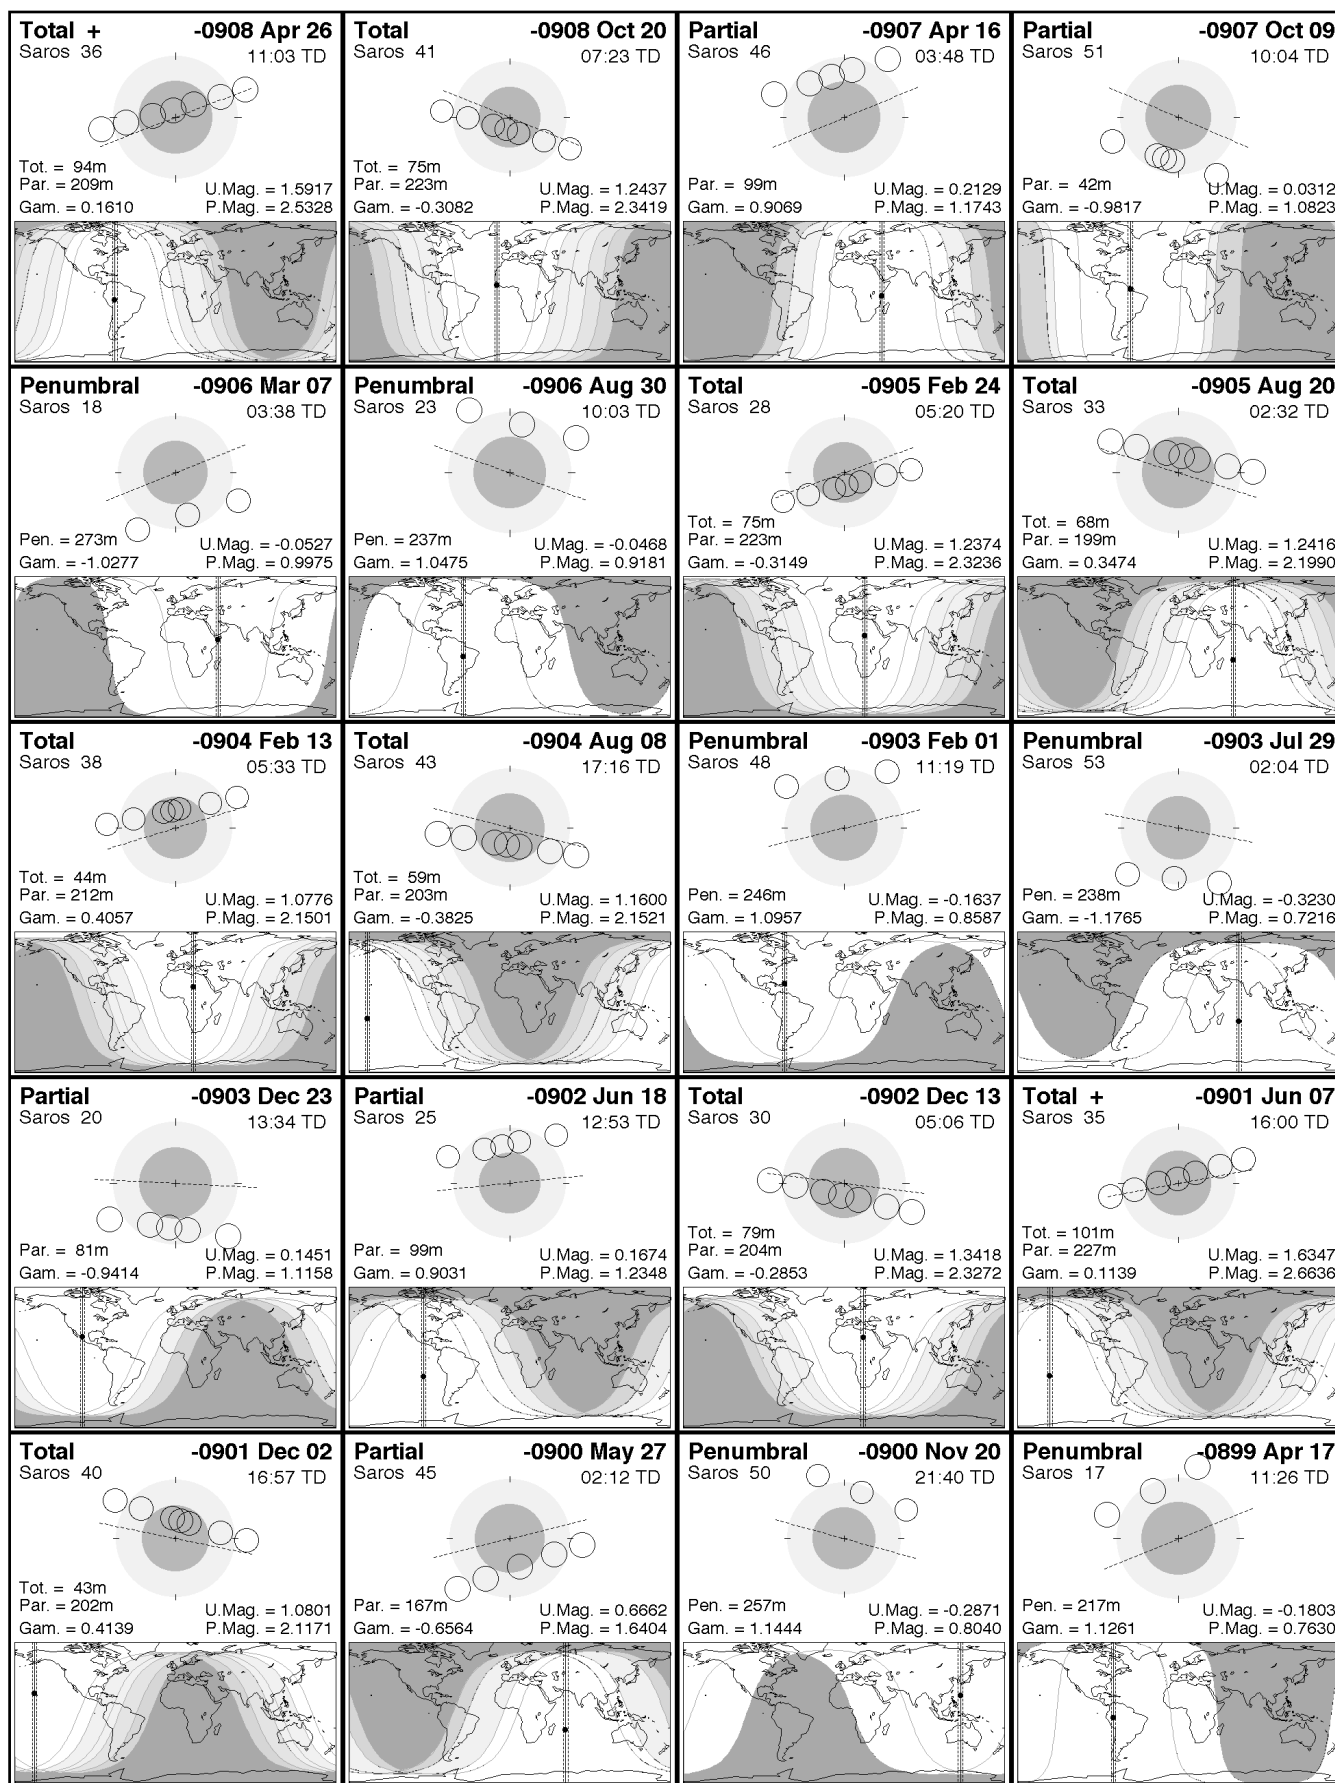 Total + -0908 Apr 26
Saros 36 11:03 TD
Tot. = 94m
Par. = 209m U.Mag. = 1.5917
Gam. = 0.1610 P.Mag. = 2.5328
Total -0908 Oct 20
Saros 41 07:23 TD
Tot. = 75m
Par. = 223m U.Mag. = 1.2437
Gam. = -0.3082 P.Mag. = 2.3419
Partial -0907 Apr 16
Saros 46 03:48 TD
Par. = 99m U.Mag. = 0.2129
Gam. = 0.9069 P.Mag. = 1.1743
Partial -0907 Oct 09
Saros 51 10:04 TD
Par. = 42m U.Mag. = 0.0312
Gam. = -0.9817 P.Mag. = 1.0823
Penumbral -0906 Mar 07
Saros 18 03:38 TD
Pen. = 273m U.Mag. = -0.0527
Gam. = -1.0277 P.Mag. = 0.9975
Penumbral -0906 Aug 30
Saros 23 10:03 TD
Pen. = 237m U.Mag. = -0.0468
Gam. = 1.0475 P.Mag. = 0.9181
Total -0905 Feb 24
Saros 28 05:20 TD
Tot. = 75m
Par. = 223m U.Mag. = 1.2374
Gam. = -0.3149 P.Mag. = 2.3236
Total -0905 Aug 20
Saros 33 02:32 TD
Tot. = 68m
Par. = 199m U.Mag. = 1.2416
Gam. = 0.3474 P.Mag. = 2.1990
Total -0904 Feb 13
Saros 38 05:33 TD
Tot. = 44m
Par. = 212m U.Mag. = 1.0776
Gam. = 0.4057 P.Mag. = 2.1501
Total -0904 Aug 08
Saros 43 17:16 TD
Tot. = 59m
Par. = 203m U.Mag. = 1.1600
Gam. = -0.3825 P.Mag. = 2.1521
Penumbral -0903 Feb 01
Saros 48 11:19 TD
Pen. = 246m U.Mag. = -0.1637
Gam. = 1.0957 P.Mag. = 0.8587
Penumbral -0903 Jul 29
Saros 53 02:04 TD
Pen. = 238m U.Mag. = -0.3230
Gam. = -1.1765 P.Mag. = 0.7216
Partial -0903 Dec 23
Saros 20 13:34 TD
Par. = 81m U.Mag. = 0.1451
Gam. = -0.9414 P.Mag. = 1.1158
Partial -0902 Jun 18
Saros 25 12:53 TD
Par. = 99m U.Mag. = 0.1674
Gam. = 0.9031 P.Mag. = 1.2348
Total -0902 Dec 13
Saros 30 05:06 TD
Tot. = 79m
Par. = 204m U.Mag. = 1.3418
Gam. = -0.2853 P.Mag. = 2.3272
Total + -0901 Jun 07
Saros 35 16:00 TD
Tot. = 101m
Par. = 227m U.Mag. = 1.6347
Gam. = 0.1139 P.Mag. = 2.6636
Total -0901 Dec 02
Saros 40 16:57 TD
Tot. = 43m
Par. = 202m U.Mag. = 1.0801
Gam. = 0.4139 P.Mag. = 2.1171
Partial -0900 May 27
Saros 45 02:12 TD
Par. = 167m U.Mag. = 0.6662
Gam. = -0.6564 P.Mag. = 1.6404
Penumbral -0900 Nov 20
Saros 50 21:40 TD
Pen. = 257m U.Mag. = -0.2871
Gam. = 1.1444 P.Mag. = 0.8040
Penumbral -0899 Apr 17
Saros 17 11:26 TD
Pen. = 217m U.Mag. = -0.1803
Gam. = 1.1261 P.Mag. = 0.7630